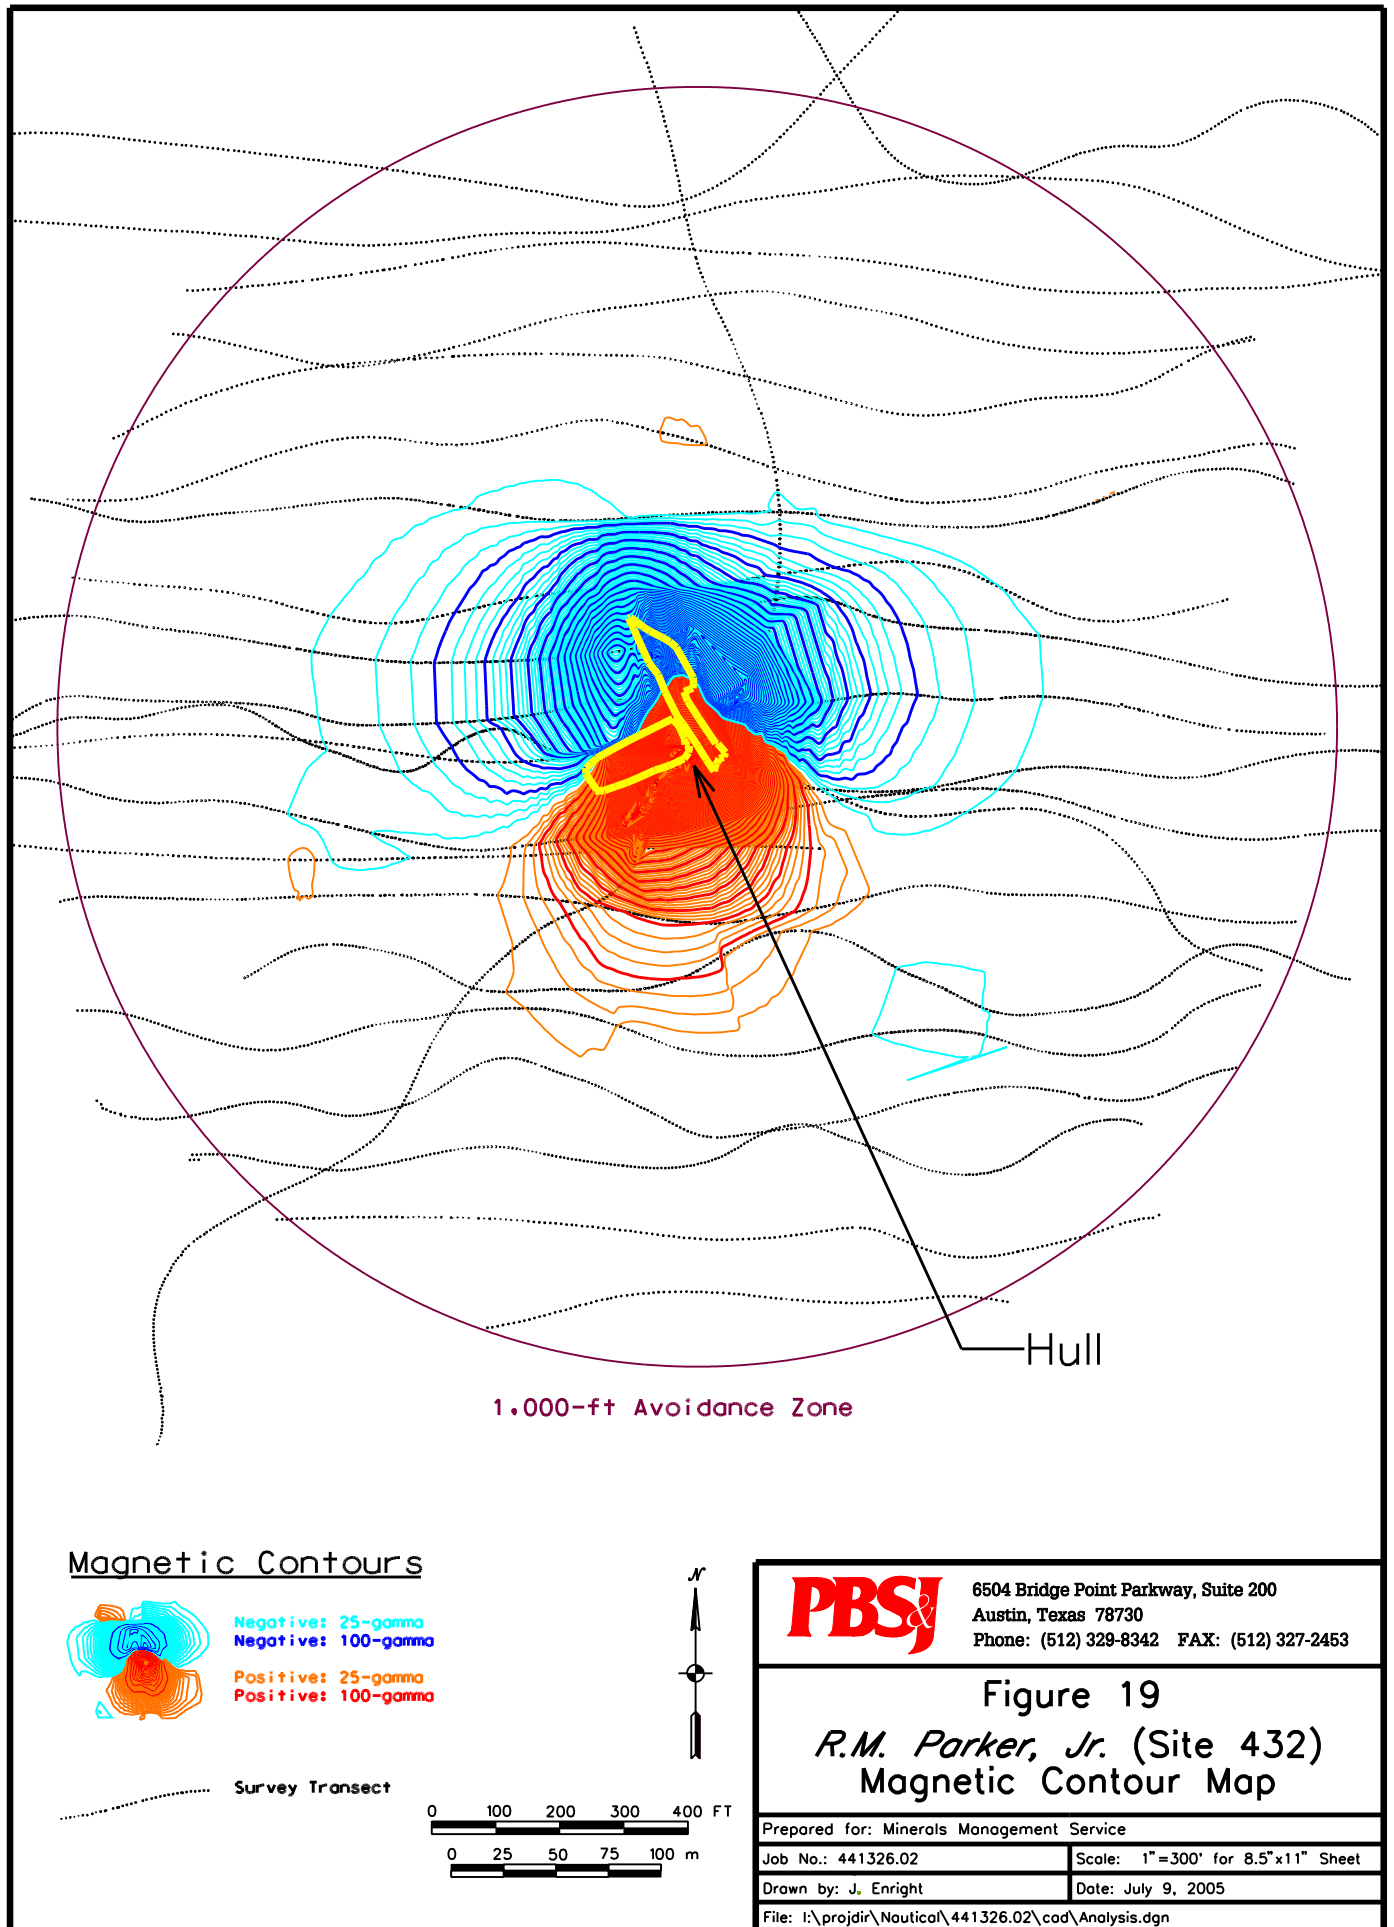 Hull
1,000-ft Avoidance Zone
Magnetic Contours
Negative: 25-gamma
Negative: 100-gamma
Positive: 25-gamma
Positive: 100-gamma
Survey Transect
N
0 100 200 300 400 FT
0 25 50 75 100 m
PBS&J
6504 Bridge Point Parkway, Suite 200
Austin, Texas 78730
Phone: (512) 329-8342 FAX: (512) 327-2453
Figure 19
R.M. Parker, Jr. (Site 432)
Magnetic Contour Map
Prepared for: Minerals Management Service
Job No.: 441326.02
Scale: 1"=300' for 8.5"x11" Sheet
Drawn by: J. Enright
Date: July 9, 2005
File: I:\projdir\Nautical\441326.02\cad\Analysis.dgn